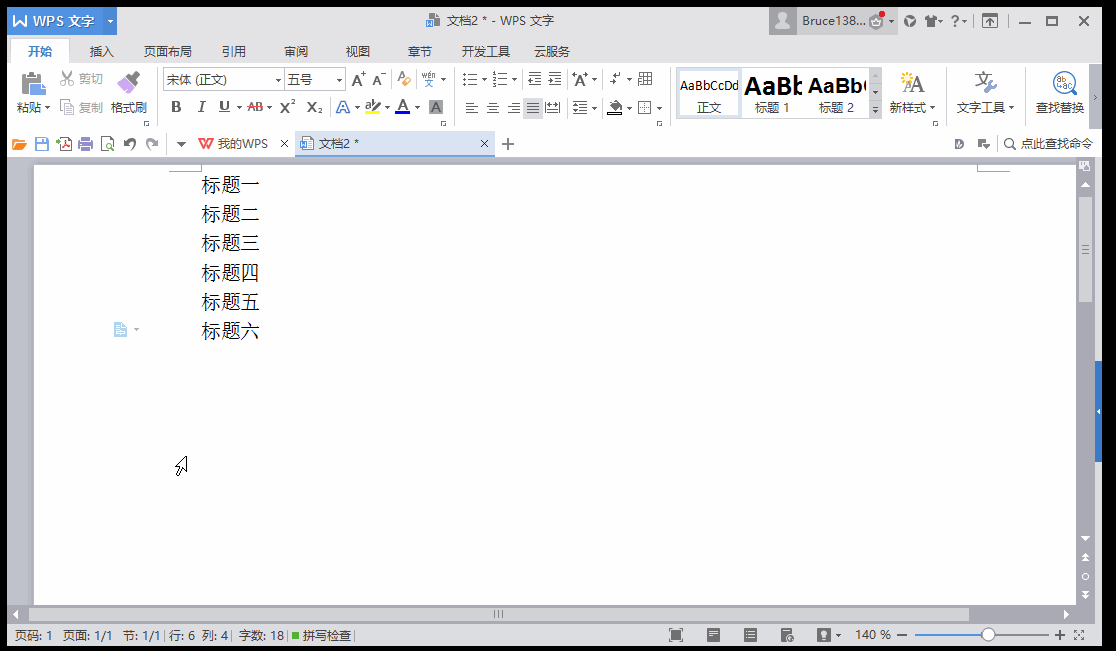 WPS 文字
文档2 * - WPS 文字
Bruce138...
开始 插入 页面布局 引用 审阅 视图 章节 开发工具 云服务
粘贴 剪切 复制 格式刷
宋体 (正文) 五号
B I U AB X² X₂ A A A
AaBbCcDd 正文
AaBb 标题 1
AaBb 标题 2
新样式 文字工具 查找替换
我的WPS 文档2 * 点此查找命令
标题一
标题二
标题三
标题四
标题五
标题六
页码: 1 页面: 1/1 节: 1/1 行: 6 列: 4 字数: 18 拼写检查 140 %